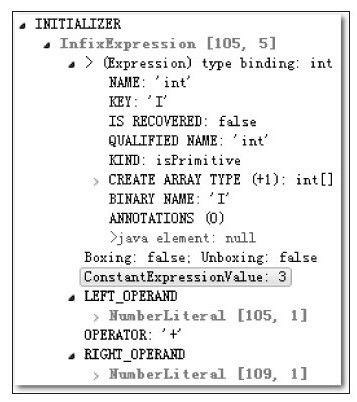 INITIALIZER
InfixExpression [105, 5]
> (Expression) type binding: int
NAME: 'int'
KEY: 'I'
IS RECOVERED: false
QUALIFIED NAME: 'int'
KIND: isPrimitive
CREATE ARRAY TYPE (+1): int[]
BINARY NAME: 'I'
ANNOTATIONS (0)
>java element: null
Boxing: false; Unboxing: false
ConstantExpressionValue: 3
LEFT_OPERAND
NumberLiteral [105, 1]
OPERATOR: '+'
RIGHT_OPERAND
NumberLiteral [109, 1]